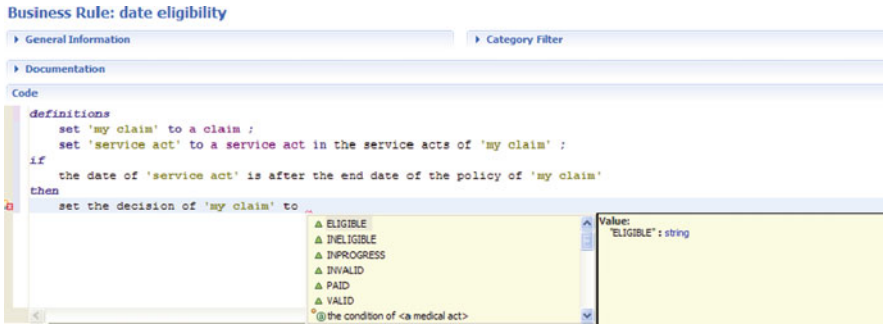 Business Rule: date eligibility
General Information
Category Filter
Documentation
Code
definitions
set 'my claim' to a claim ;
set 'service act' to a service act in the service acts of 'my claim' ;
if
the date of 'service act' is after the end date of the policy of 'my claim'
then
set the decision of 'my claim' to
ELIGIBLE
INELIGIBLE
INPROGRESS
INVALID
PAID
VALID
the condition of <a medical act>
Value:
"ELIGIBLE" : string